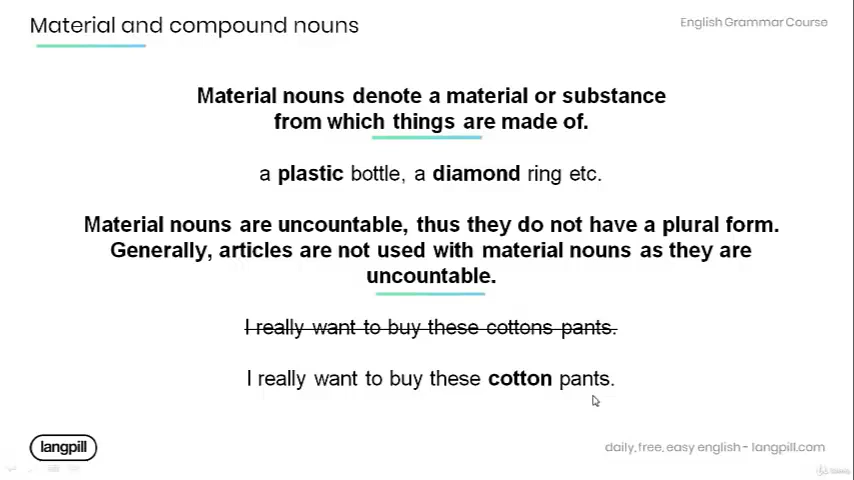 Material and compound nouns
English Grammar Course
Material nouns denote a material or substance
from which things are made of.
a plastic bottle, a diamond ring etc.
Material nouns are uncountable, thus they do not have a plural form.
Generally, articles are not used with material nouns as they are
uncountable.
I really want to buy these cottons pants.
I really want to buy these cotton pants.
langpill
daily, free, easy english - langpill.com